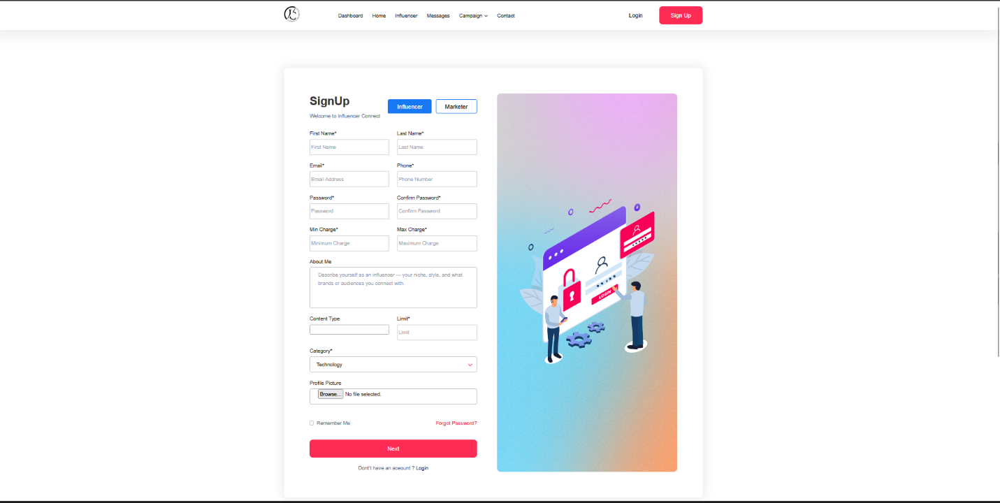 Dashboard Home Influencer Messages Campaign Contact Login Sign Up
SignUp
Influencer Marketer
Welcome to Influencer Connect
First Name* Last Name*
First Name Last Name
Email* Phone*
Email Address Phone Number
Password* Confirm Password*
Password Confirm Password
Min Charge* Max Charge*
Minimum Charge Maximum Charge
About Me
Describe yourself as an influencer — your niche, style, and what
brands or audiences you connect with.
Content Type Limit*
Limit
Category*
Technology
Profile Picture
Browse... No file selected.
Remember Me Forgot Password?
Next
Dont't have an aceount ? Login
LOGIN